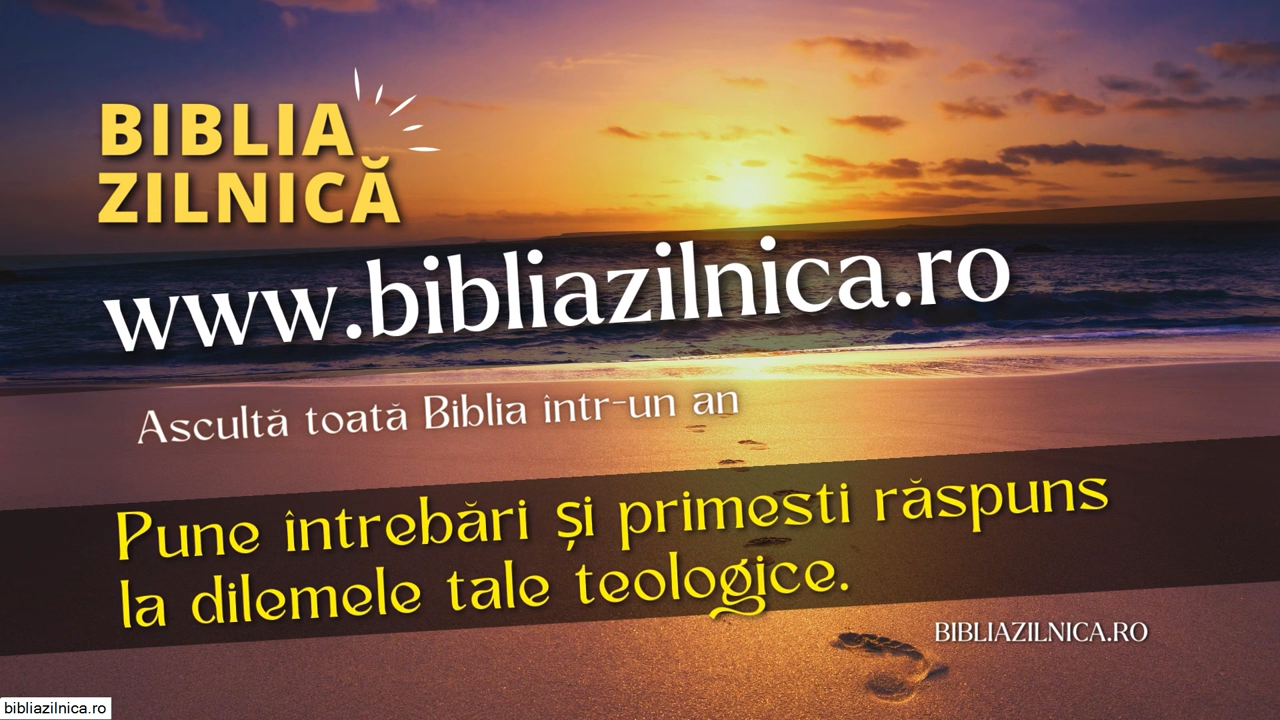 BIBLIA
ZILNICĂ
www.bibliazilnica.ro
Ascultă toată Biblia într-un an
Pune întrebări și primesti răspuns
la dilemele tale teologice.
BIBLIAZILNICA.RO
bibliazilnica.ro